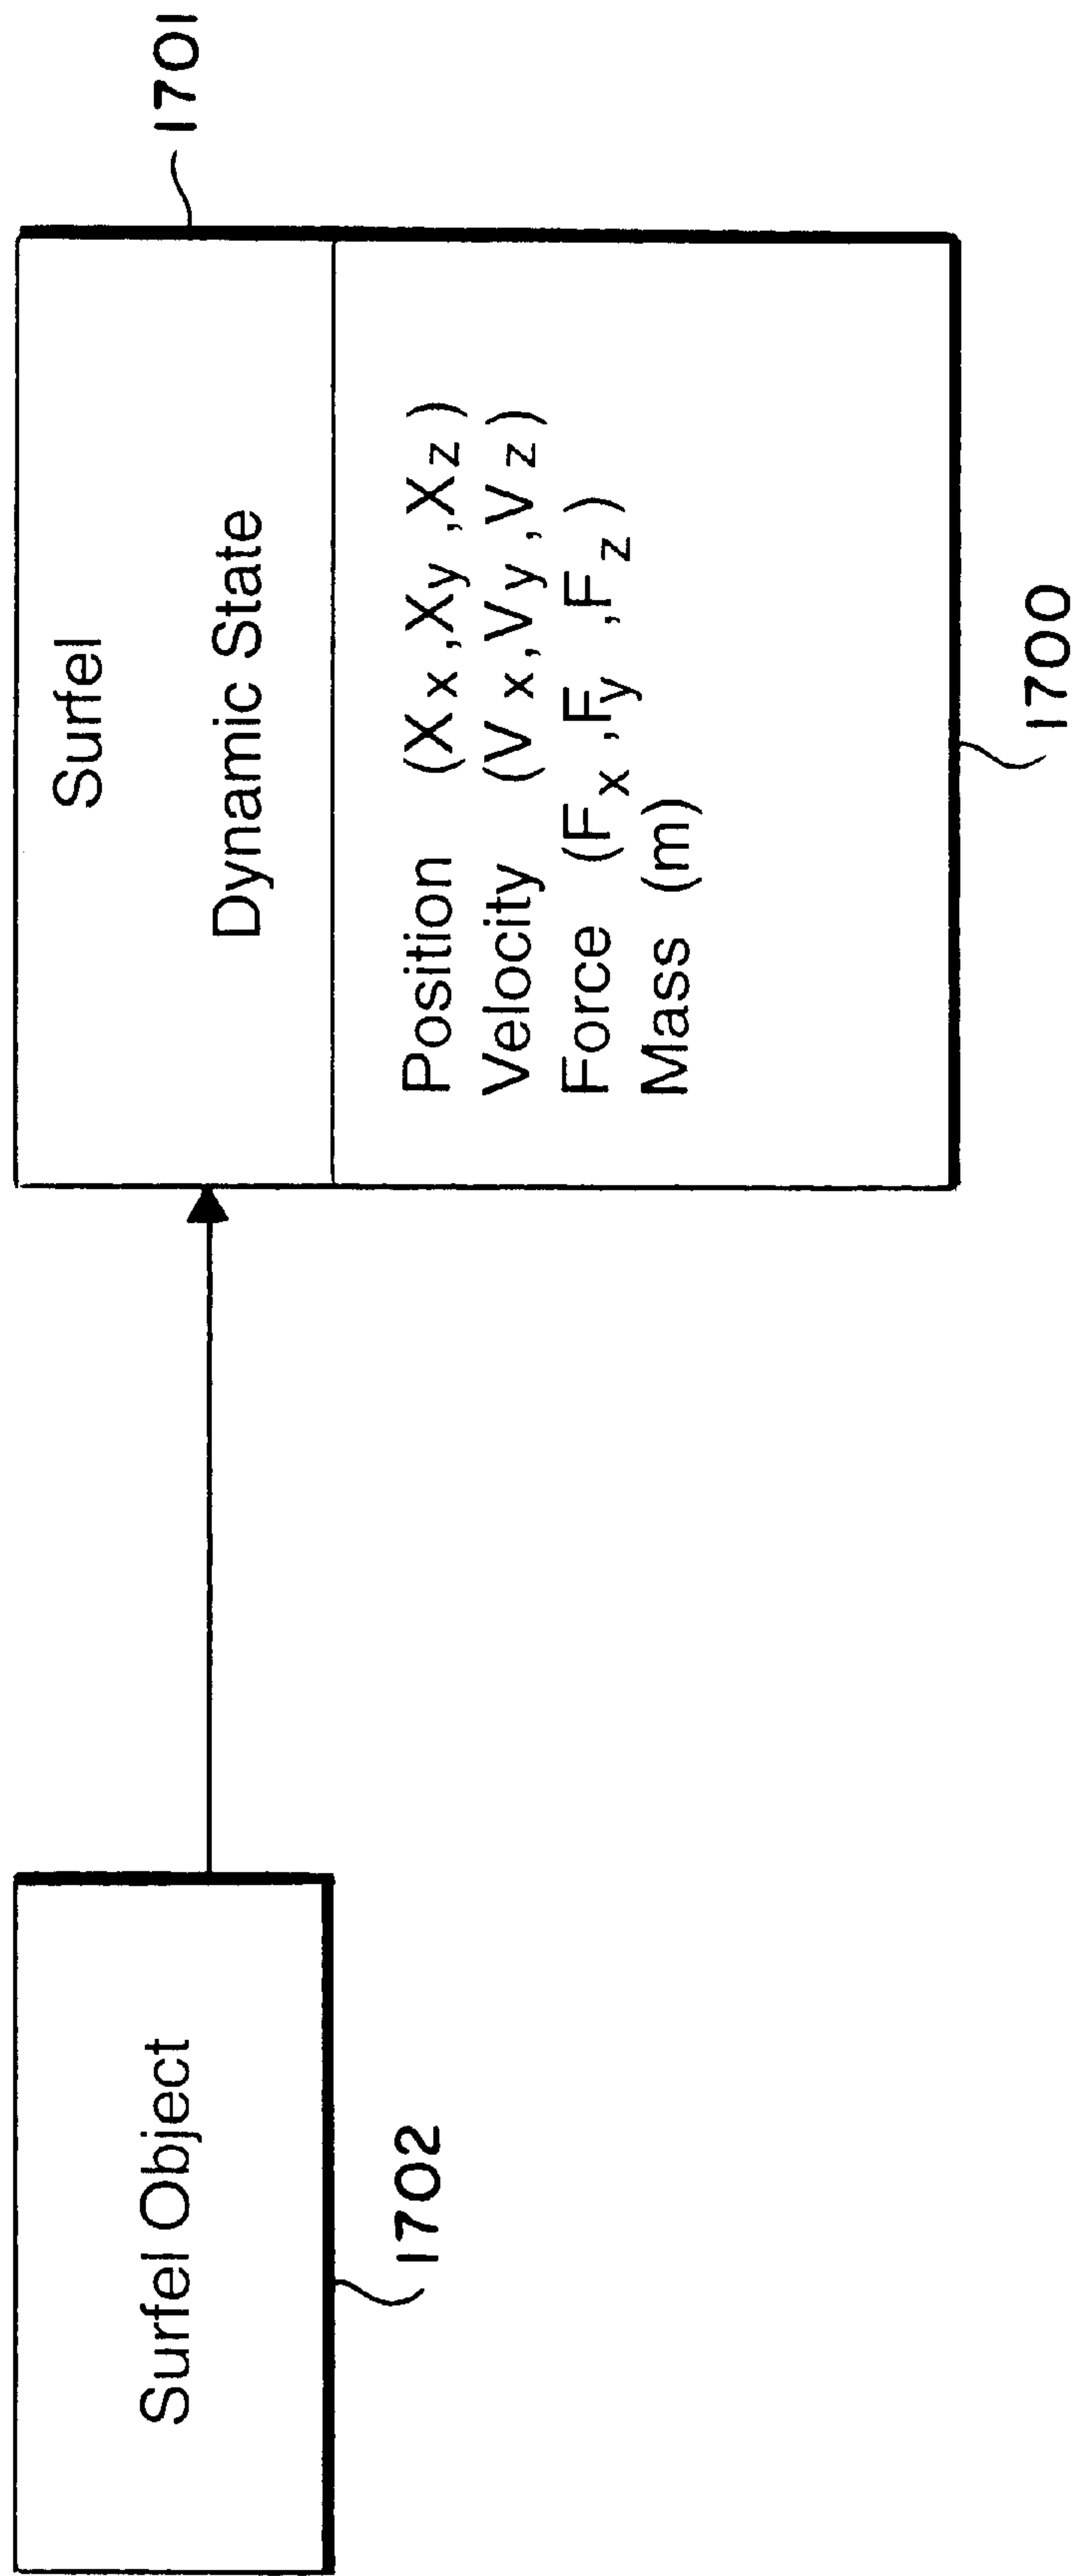 Surfel Object
1702
Surfel
Dynamic State
1701
Position (Xx,Xy,Xz)
Velocity (Vx,Vy,Vz)
Force (Fx,Fy,Fz)
Mass (m)
1700